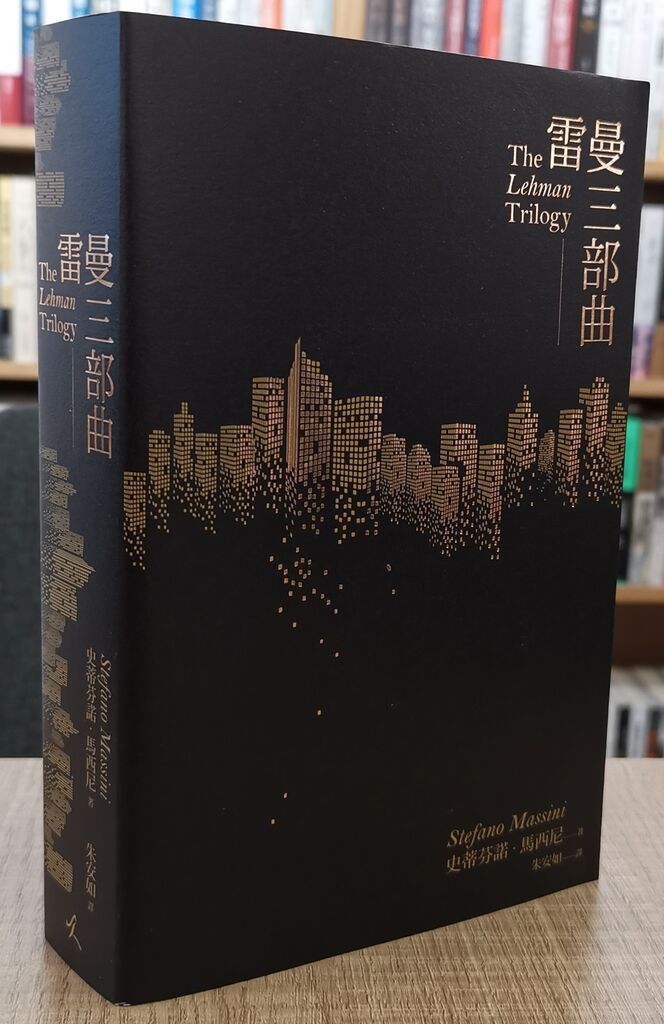 雷曼三部曲
The
Lehman
Trilogy
Stefano Massini
史蒂芬諾・馬西尼 著
朱安如 譯
雷曼三部曲
The
Lehman
Trilogy
Stefano Massini
史蒂芬諾・馬西尼 著
朱安如 譯
人